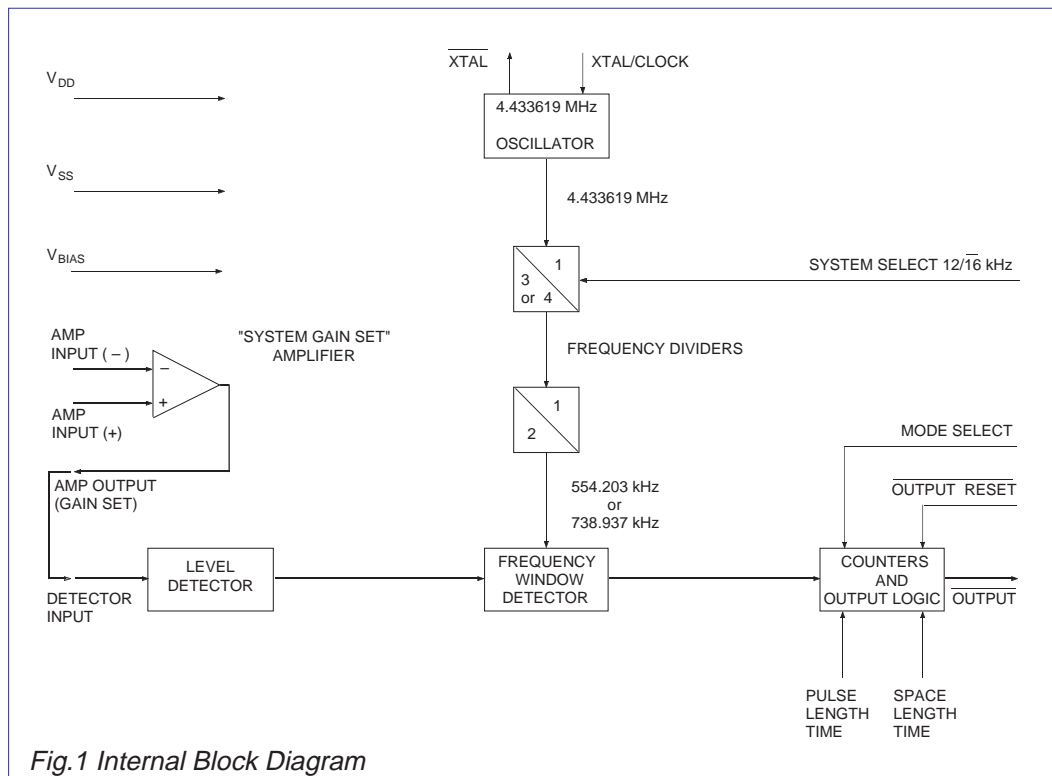 XTAL
XTAL/CLOCK
V_DD
4.433619 MHz
OSCILLATOR
V_SS
4.433619 MHz
V_BIAS
1
3
or 4
SYSTEM SELECT 12/16 kHz
AMP
INPUT ( – )
"SYSTEM GAIN SET"
AMPLIFIER
FREQUENCY DIVIDERS
–
+
AMP
INPUT (+)
1
2
MODE SELECT
AMP OUTPUT
(GAIN SET)
554.203 kHz
or
738.937 kHz
OUTPUT RESET
LEVEL
DETECTOR
FREQUENCY
WINDOW
DETECTOR
COUNTERS
AND
OUTPUT LOGIC
DETECTOR
INPUT
OUTPUT
PULSE
LENGTH
TIME
SPACE
LENGTH
TIME
Fig.1 Internal Block Diagram